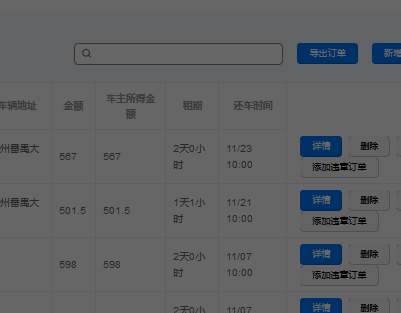 导出订单
新增
车辆地址
金额
车主所得金
额
租期
还车时间
州番禺大
567
567
2天0小
时
11/23
10:00
详情
删除
添加违章订单
州番禺大
501.5
501.5
1天1小
时
11/21
10:00
详情
删除
添加违章订单
598
598
2天0小
时
11/07
10:00
详情
删除
添加违章订单
2天0小
11/07
详情
删除